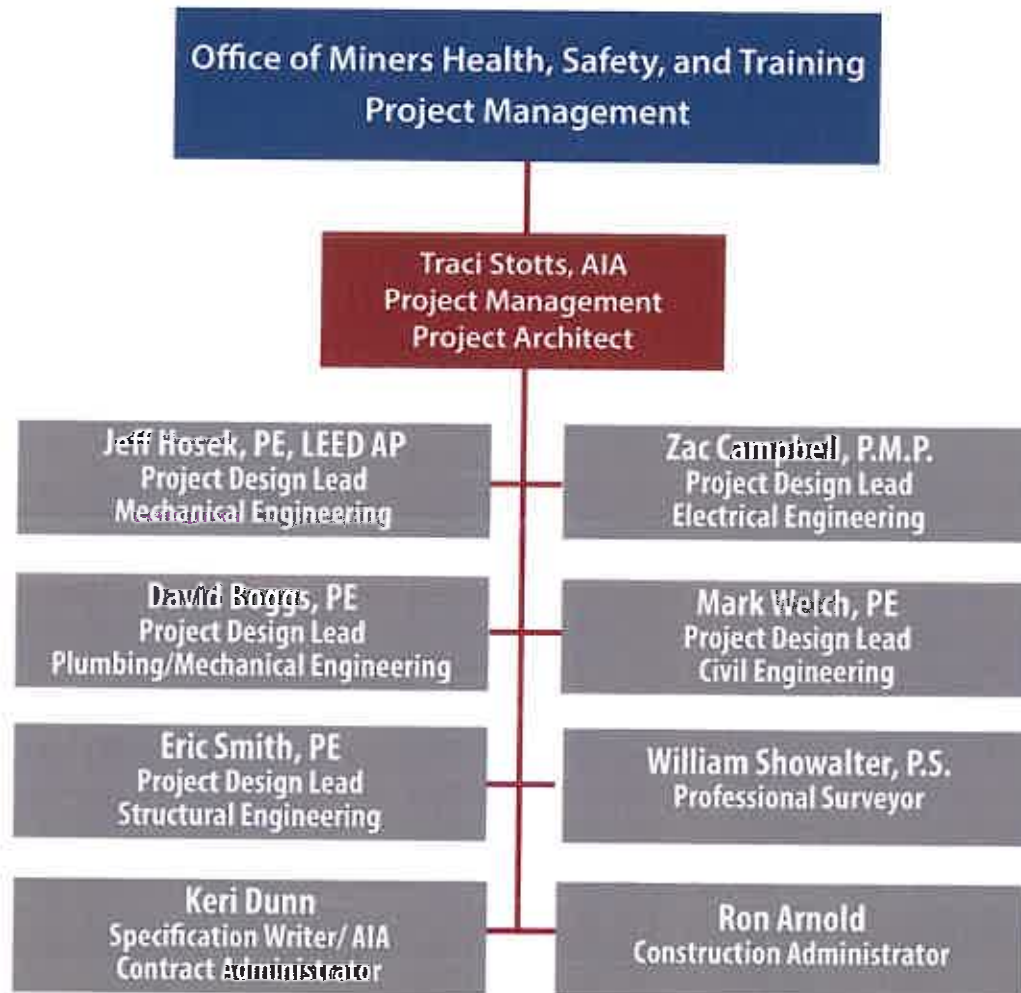 Office of Miners Health, Safety, and Training
Project Management
Traci Stotts, AIA
Project Management
Project Architect
Jeff Hosek, PE, LEED AP
Project Design Lead
Mechanical Engineering
Zac Campbell, P.M.P.
Project Design Lead
Electrical Engineering
David Boggs, PE
Project Design Lead
Plumbing/Mechanical Engineering
Mark Welch, PE
Project Design Lead
Civil Engineering
Eric Smith, PE
Project Design Lead
Structural Engineering
William Showalter, P.S.
Professional Surveyor
Keri Dunn
Specification Writer/ AIA
Contract Administrator
Ron Arnold
Construction Administrator